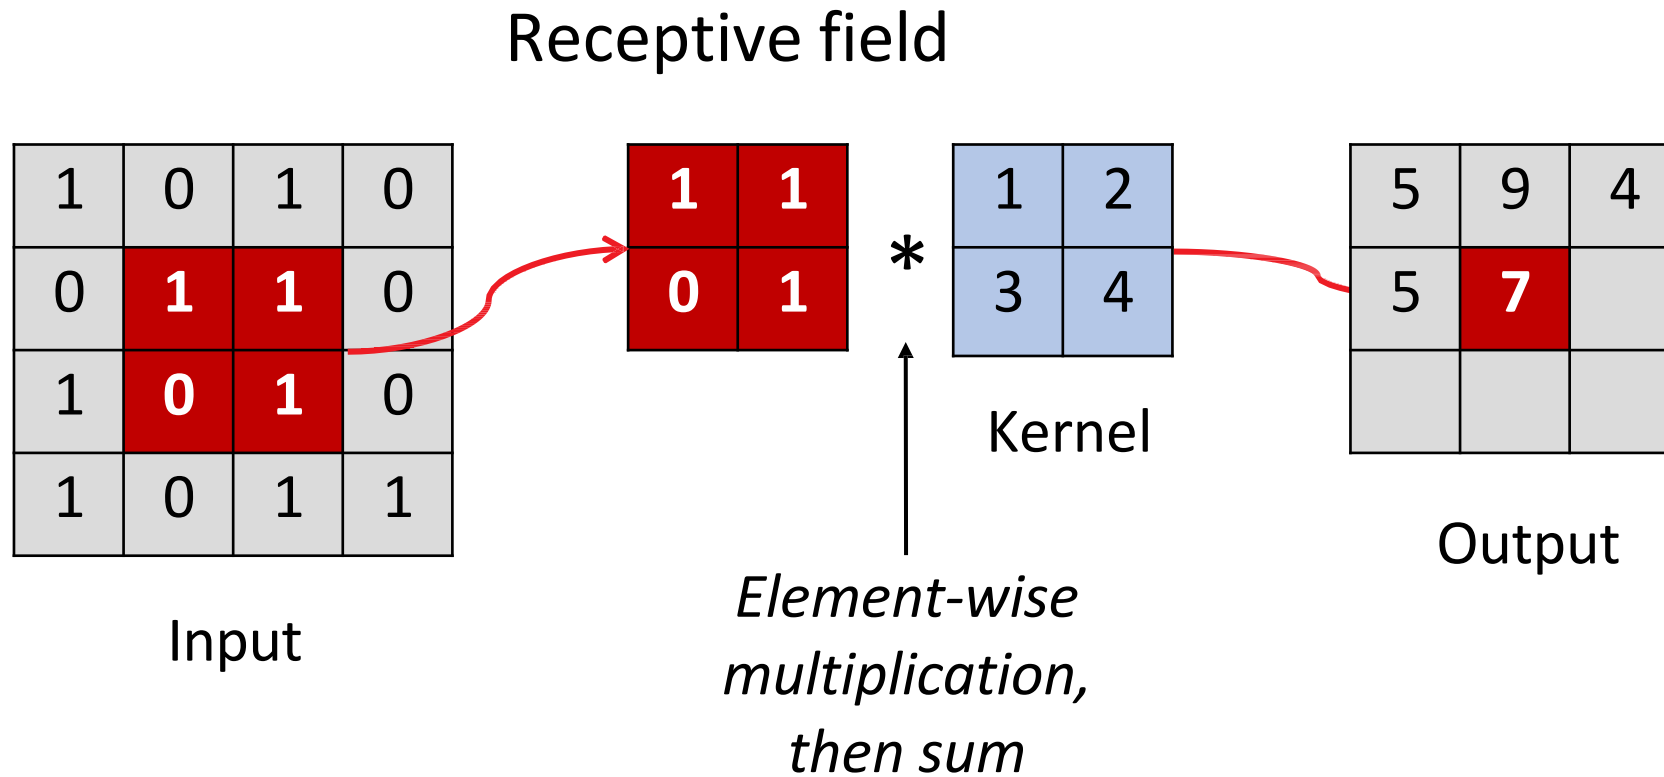 Receptive field
1 0 1 0
0 1 1 0
1 0 1 0
1 0 1 1
Input
1 1
0 1
*
1 2
3 4
Kernel
Element-wise
multiplication,
then sum
5 9 4
5 7
Output